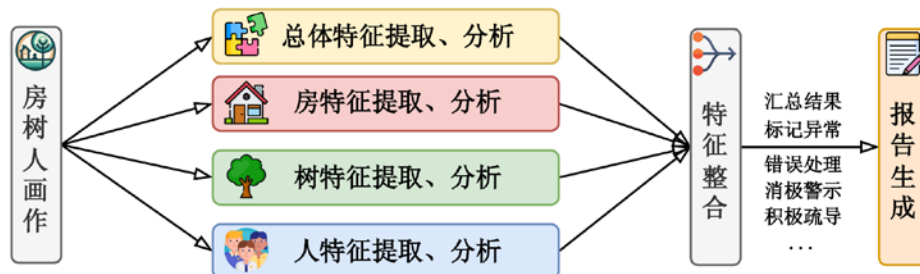 房树人画作
总体特征提取、分析
房特征提取、分析
树特征提取、分析
人特征提取、分析
特征整合
汇总结果
标记异常
错误处理
消极警示
积极疏导
...
报告生成